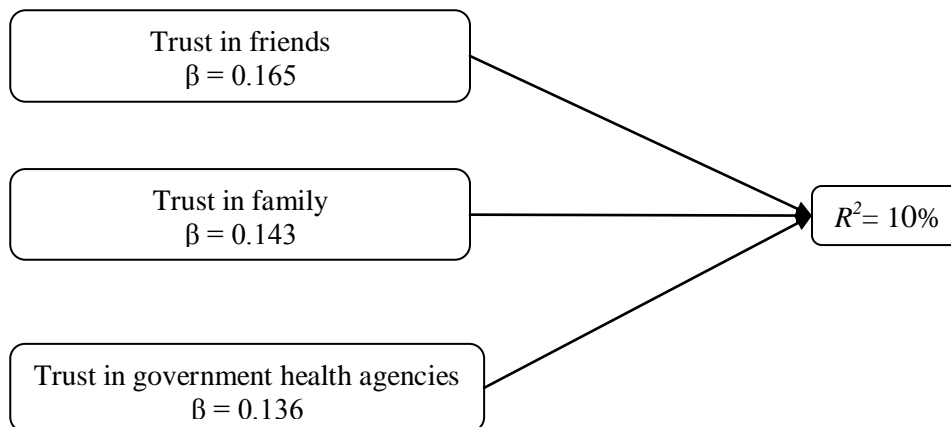 Trust in friends
β = 0.165
Trust in family
β = 0.143
R²= 10%
Trust in government health agencies
β = 0.136